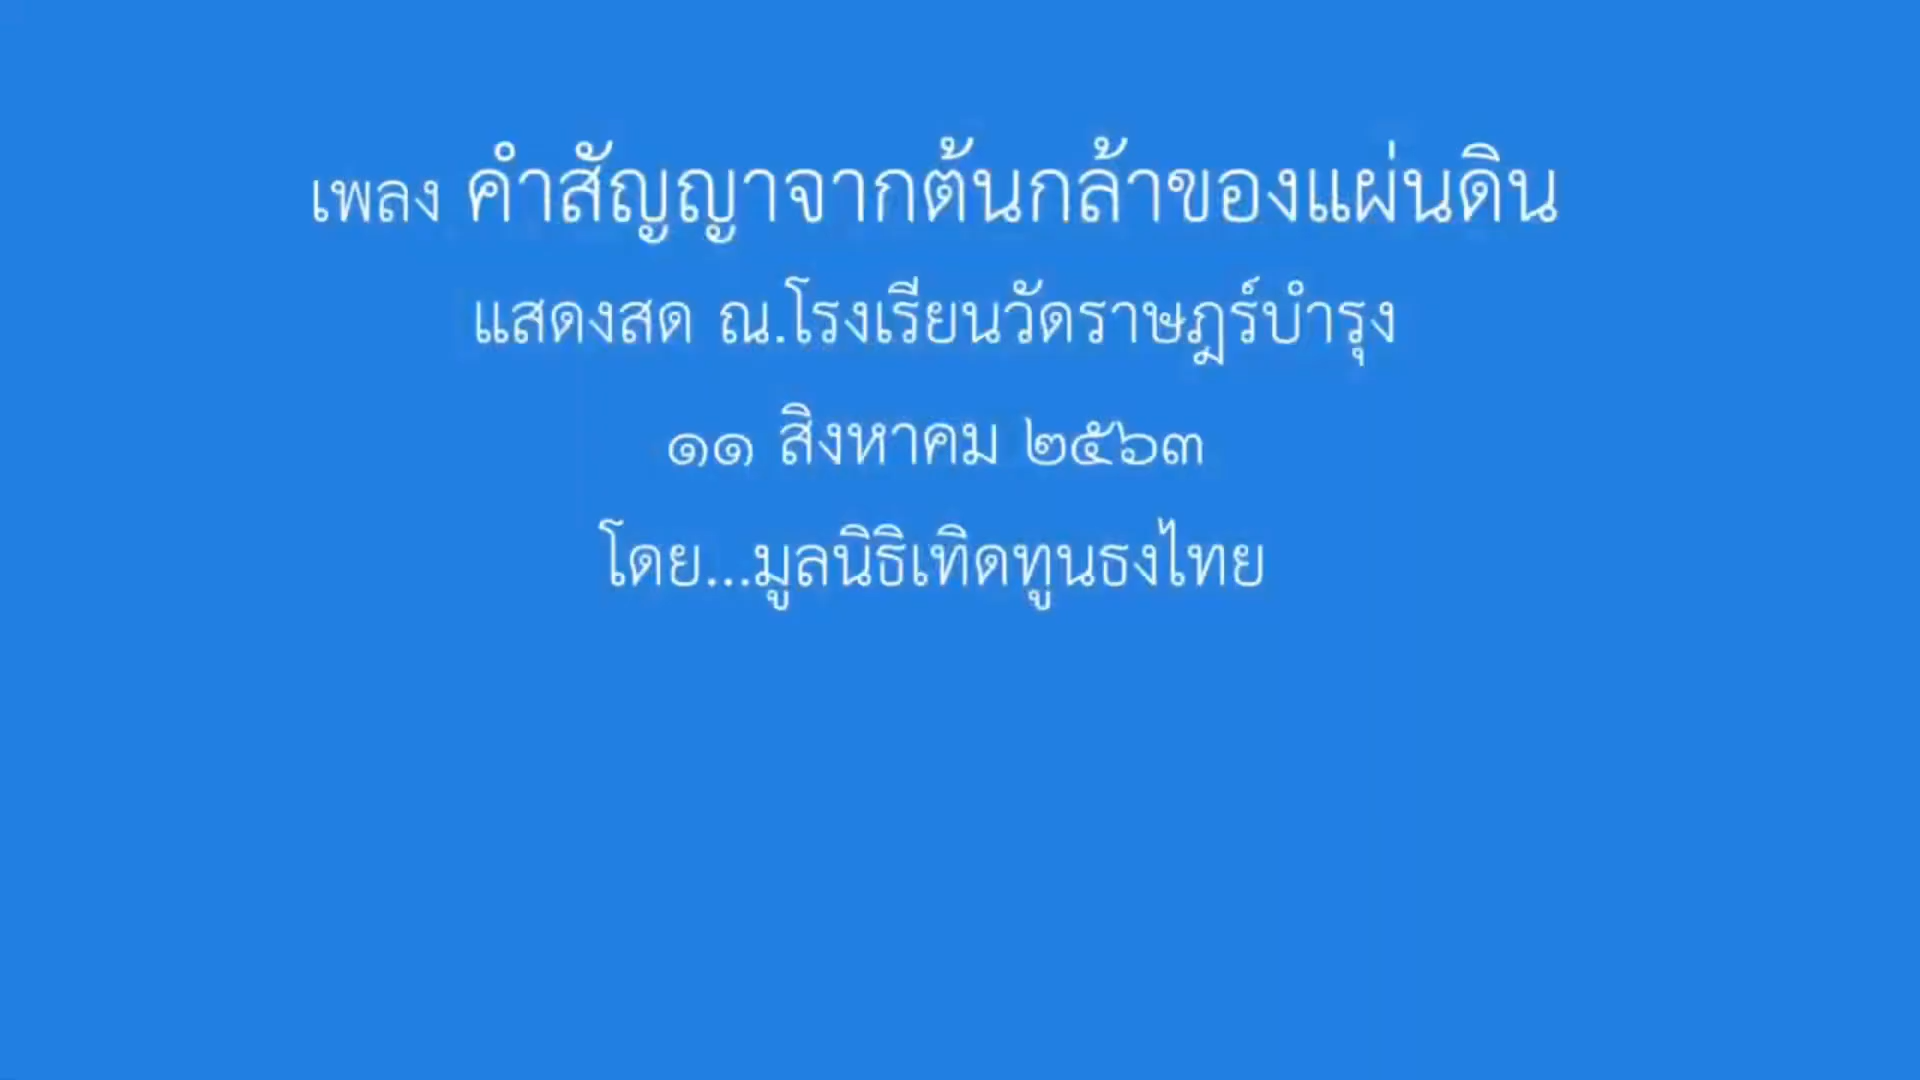 เพลง คำสัญญาจากต้นกล้าของแผ่นดิน
แสดงสด ณ.โรงเรียนวัดราษฎร์บำรุง
๑๑ สิงหาคม ๒๕๖๓
โดย...มูลนิธิเทิดทูนธงไทย